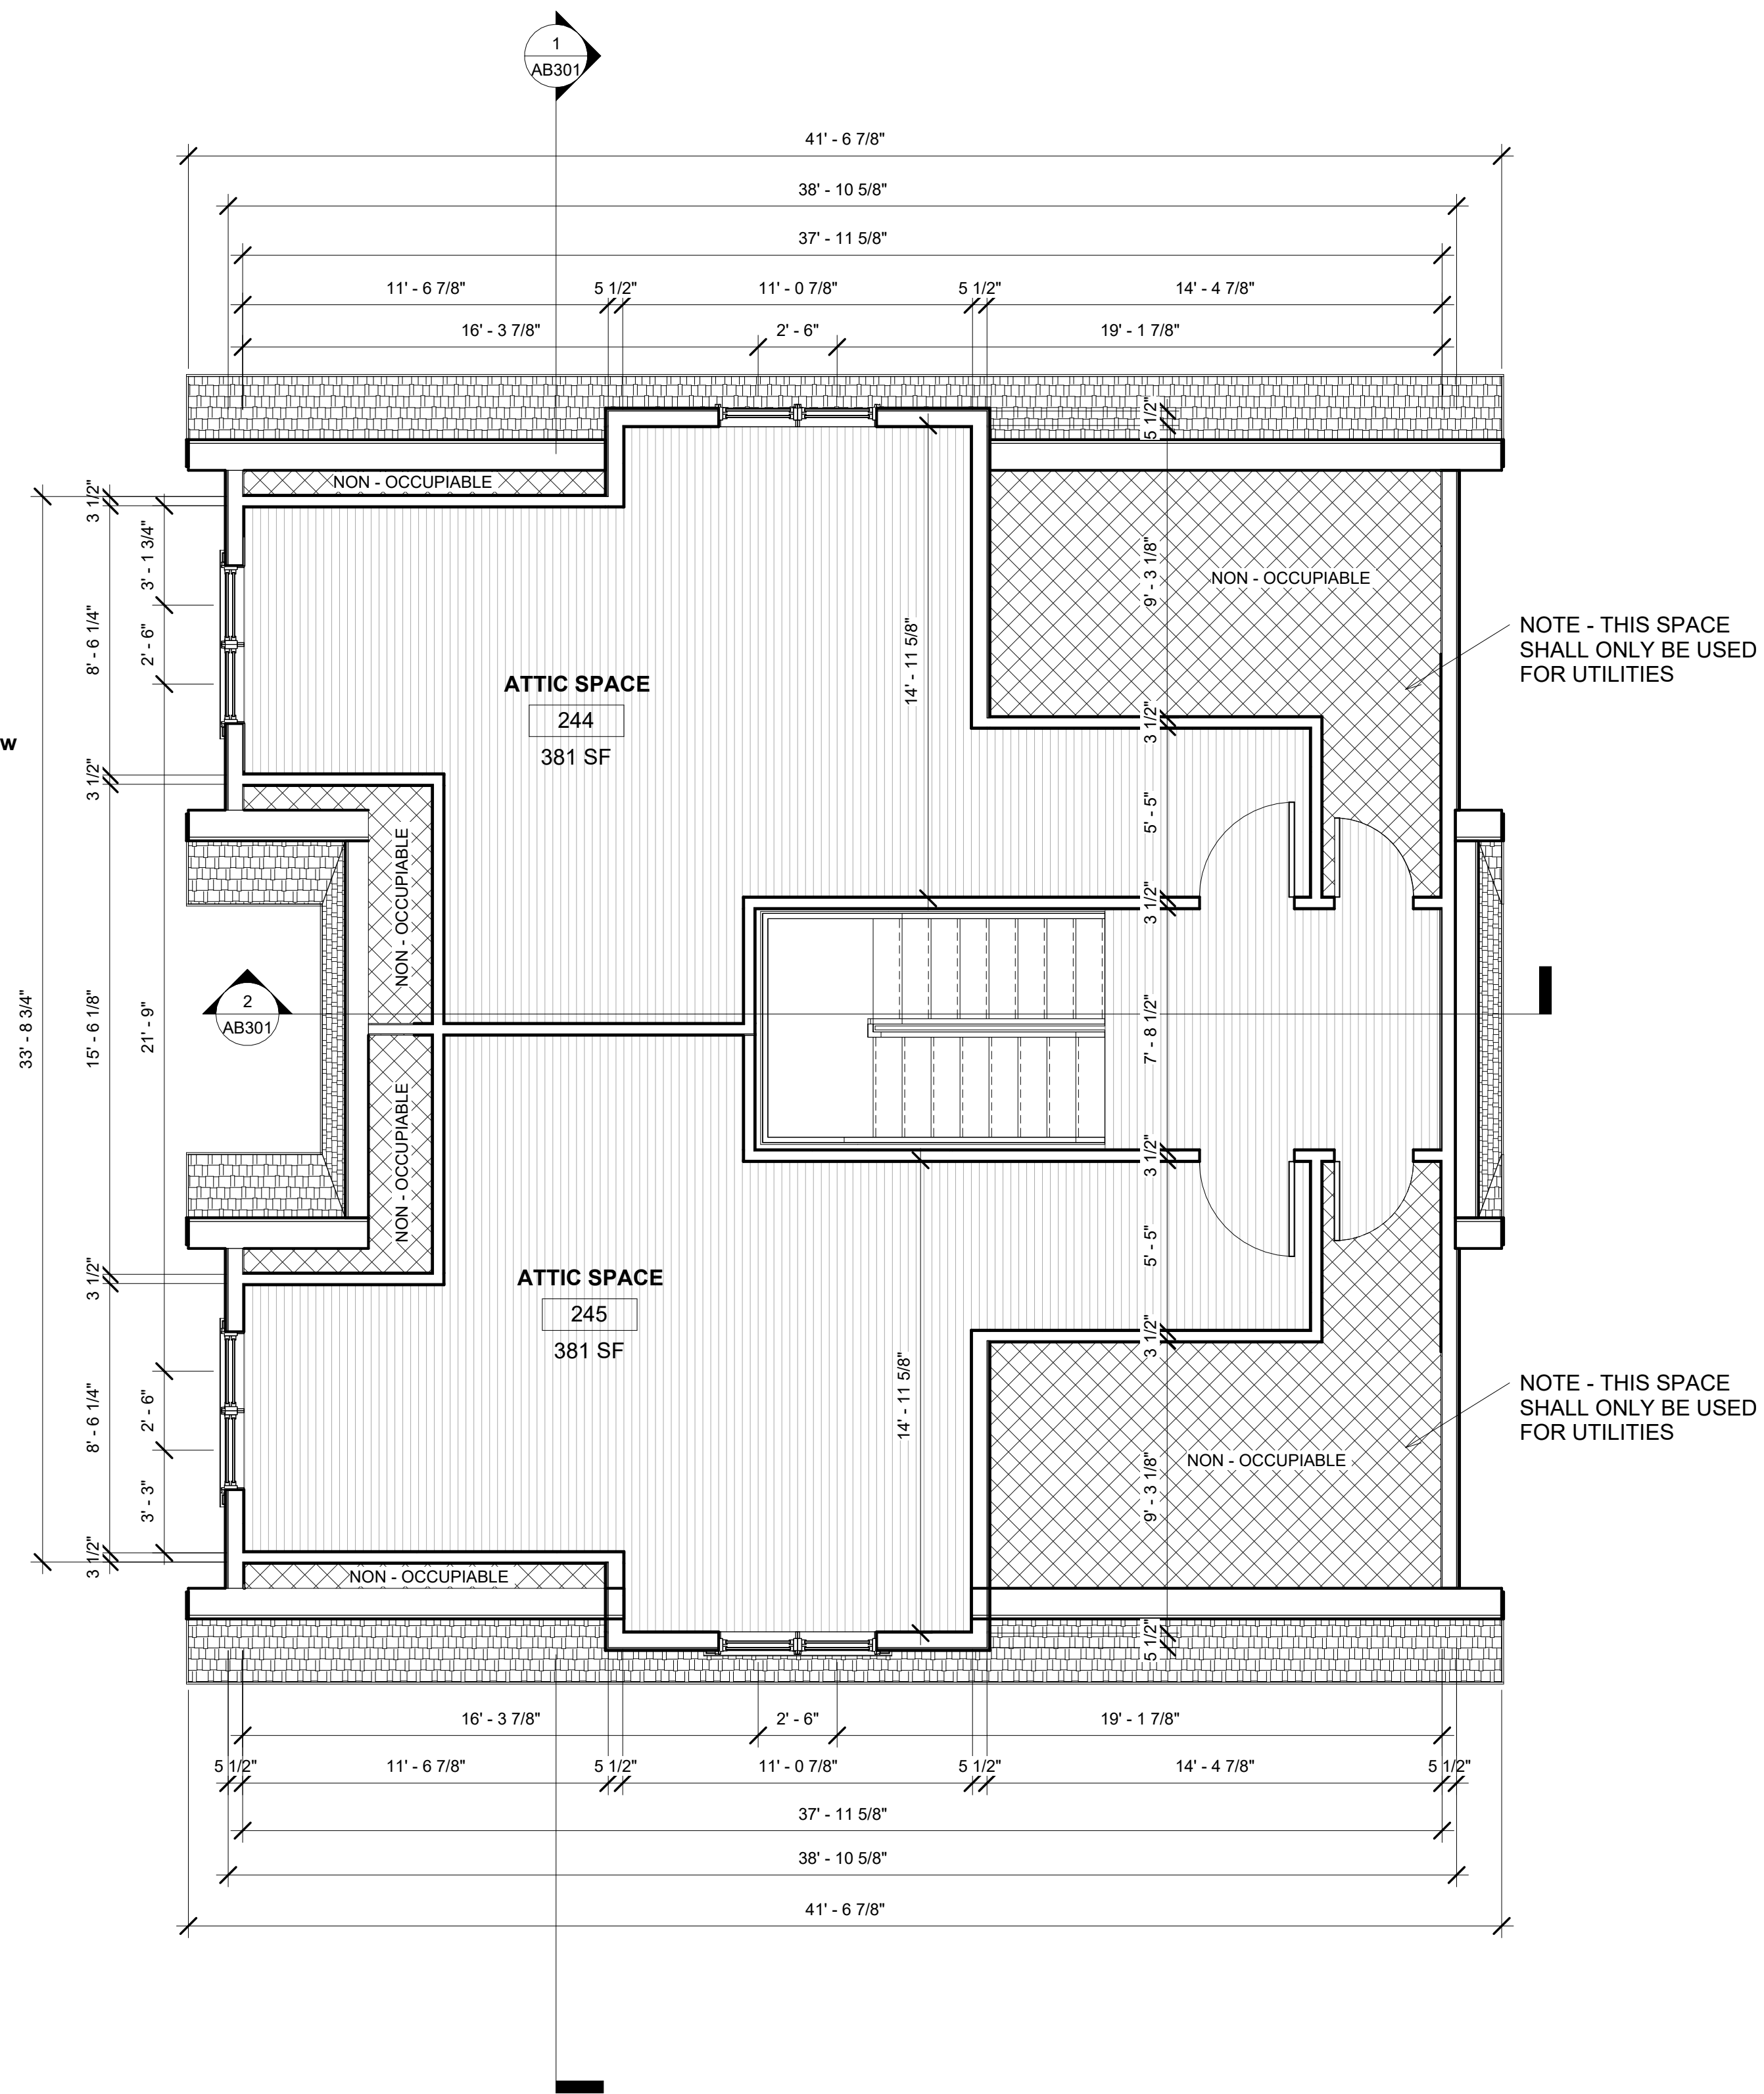 1
AB301
41' - 6 7/8"
38' - 10 5/8"
37' - 11 5/8"
11' - 6 7/8"
5 1/2"
11' - 0 7/8"
5 1/2"
14' - 4 7/8"
16' - 3 7/8"
2' - 6"
19' - 1 7/8"
5 1/2"
NON - OCCUPIABLE
3 1/2"
3' - 1 3/4"
9' - 3 1/8"
NON - OCCUPIABLE
NOTE - THIS SPACE
SHALL ONLY BE USED
FOR UTILITIES
8' - 6 1/4"
2' - 6"
14' - 11 5/8"
ATTIC SPACE
244
381 SF
w
3 1/2"
3 1/2"
5' - 5"
NON - OCCUPIABLE
3 1/2"
2
AB301
33' - 8 3/4"
15' - 6 1/8"
21' - 9"
7' - 8 1/2"
NON - OCCUPIABLE
3 1/2"
5' - 5"
3 1/2"
ATTIC SPACE
245
381 SF
3 1/2"
14' - 11 5/8"
8' - 6 1/4"
2' - 6"
NOTE - THIS SPACE
SHALL ONLY BE USED
FOR UTILITIES
NON - OCCUPIABLE
9' - 3 1/8"
3' - 3"
3 1/2"
NON - OCCUPIABLE
5 1/2"
16' - 3 7/8"
2' - 6"
19' - 1 7/8"
5 1/2"
11' - 6 7/8"
5 1/2"
11' - 0 7/8"
5 1/2"
14' - 4 7/8"
5 1/2"
37' - 11 5/8"
38' - 10 5/8"
41' - 6 7/8"